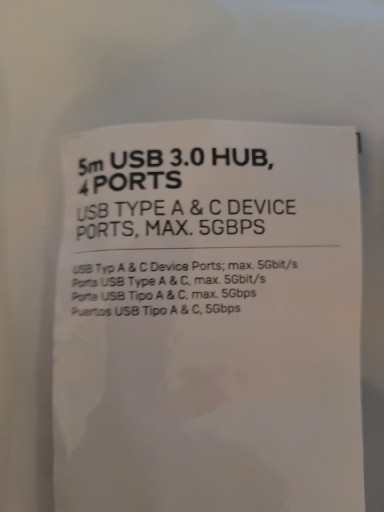 5m USB 3.0 HUB,
4 PORTS
USB TYPE A & C DEVICE
PORTS, MAX. 5GBPS
USB Typ A & C Device Ports; max. 5Gbit/s
Ports USB Type A & C, max. 5Gbit/s
Porte USB Tipo A & C, max. 5Gbps
Puertos USB Tipo A & C, 5Gbps